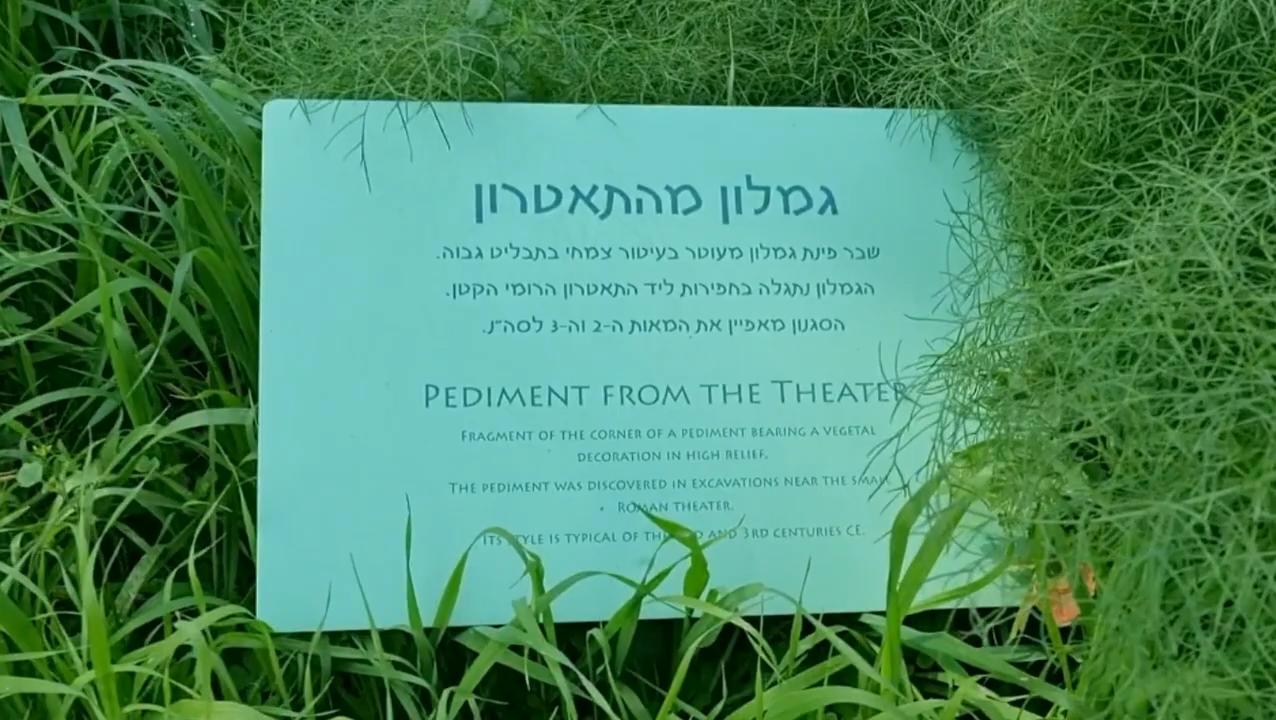 גמלון מהתאטרון
שבר פינת גמלון מעוטר בעיטור צמחי בתבליט גבוה.
הגמלון נתגלה בחפירות ליד התאטרון הרומי הקטן.
הסגנון מאפיין את המאות ה-2 וה-3 לסה״נ.
PEDIMENT FROM THE THEATER
FRAGMENT OF THE CORNER OF A PEDIMENT BEARING A VEGETAL
DECORATION IN HIGH RELIEF.
THE PEDIMENT WAS DISCOVERED IN EXCAVATIONS NEAR THE SMALL
ROMAN THEATER.
ITS STYLE IS TYPICAL OF THE AND 3RD CENTURIES CE.